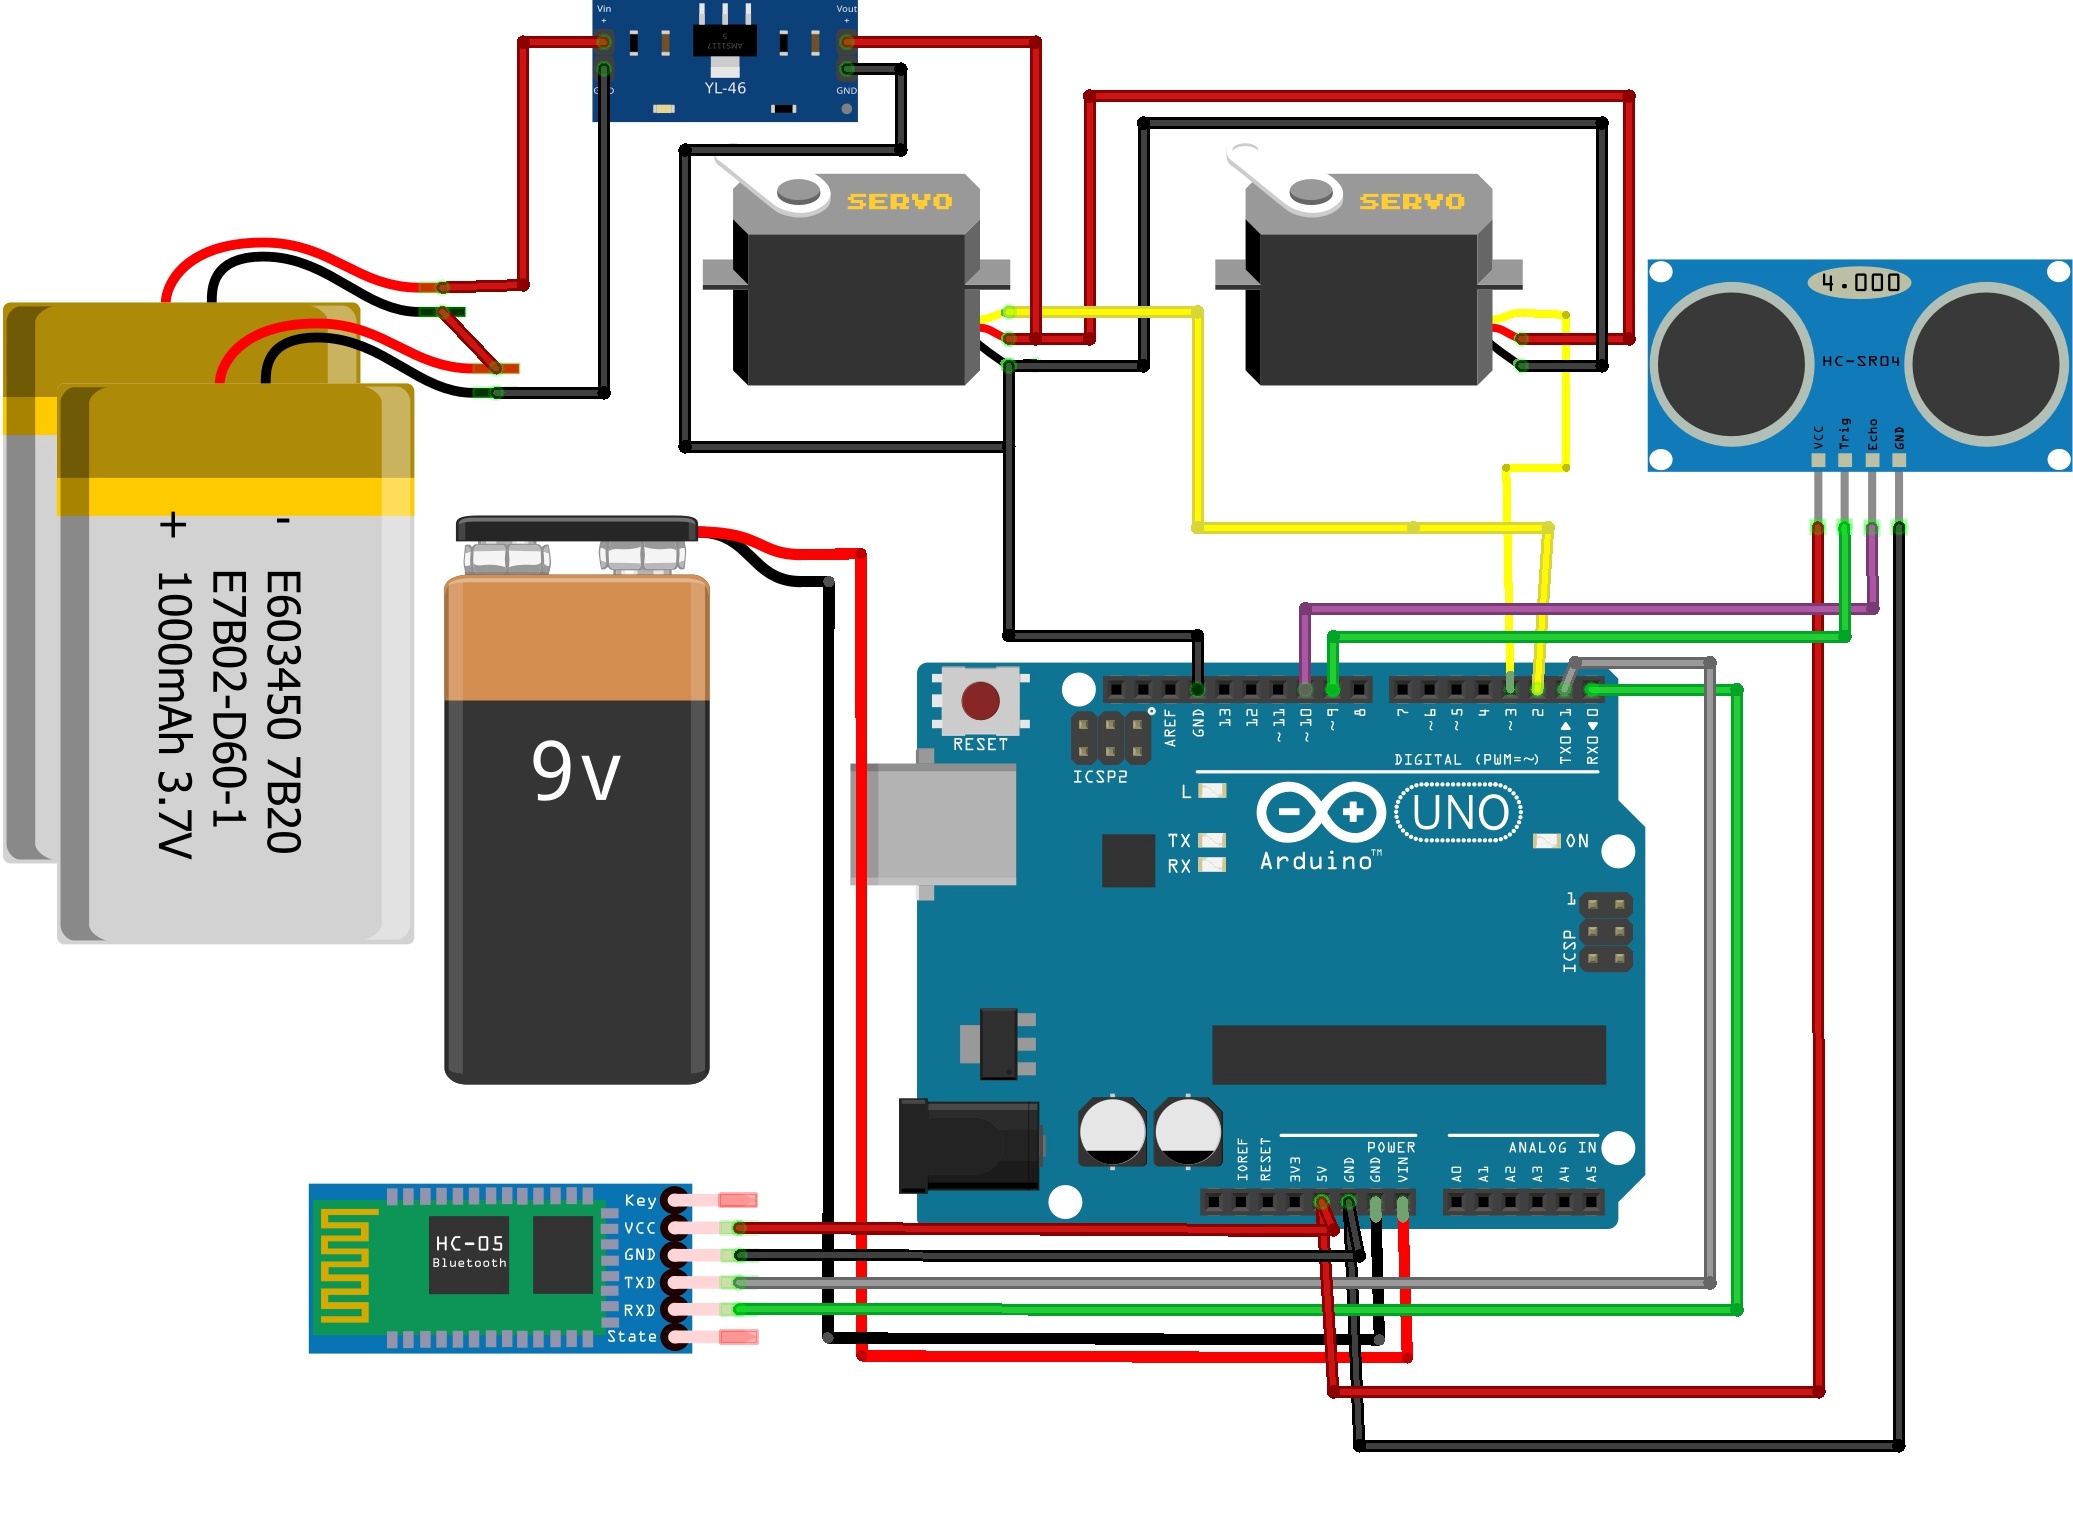 Vin
+
Vout
+
AMS1117
5
YL-46
GND
GND
SERVO
SERVO
4.000
HC-SR04
VCC
Trig
Echo
GND
- E603450 7B20
E7B02-D60-1
+ 1000mAh 3.7V
9v
RESET
ICSP2
AREF
GND
13
12
~11
~10
~9
8
7
~6
~5
4
~3
2
TX0▶1
RX0◀0
DIGITAL (PWM=~)
L
TX
RX
UNO
ON
Arduino™
1
ICSP
POWER
ANALOG IN
IOREF
RESET
3V3
5V
GND
GND
VIN
A0
A1
A2
A3
A4
A5
HC-05
Bluetooth
Key
VCC
GND
TXD
RXD
State